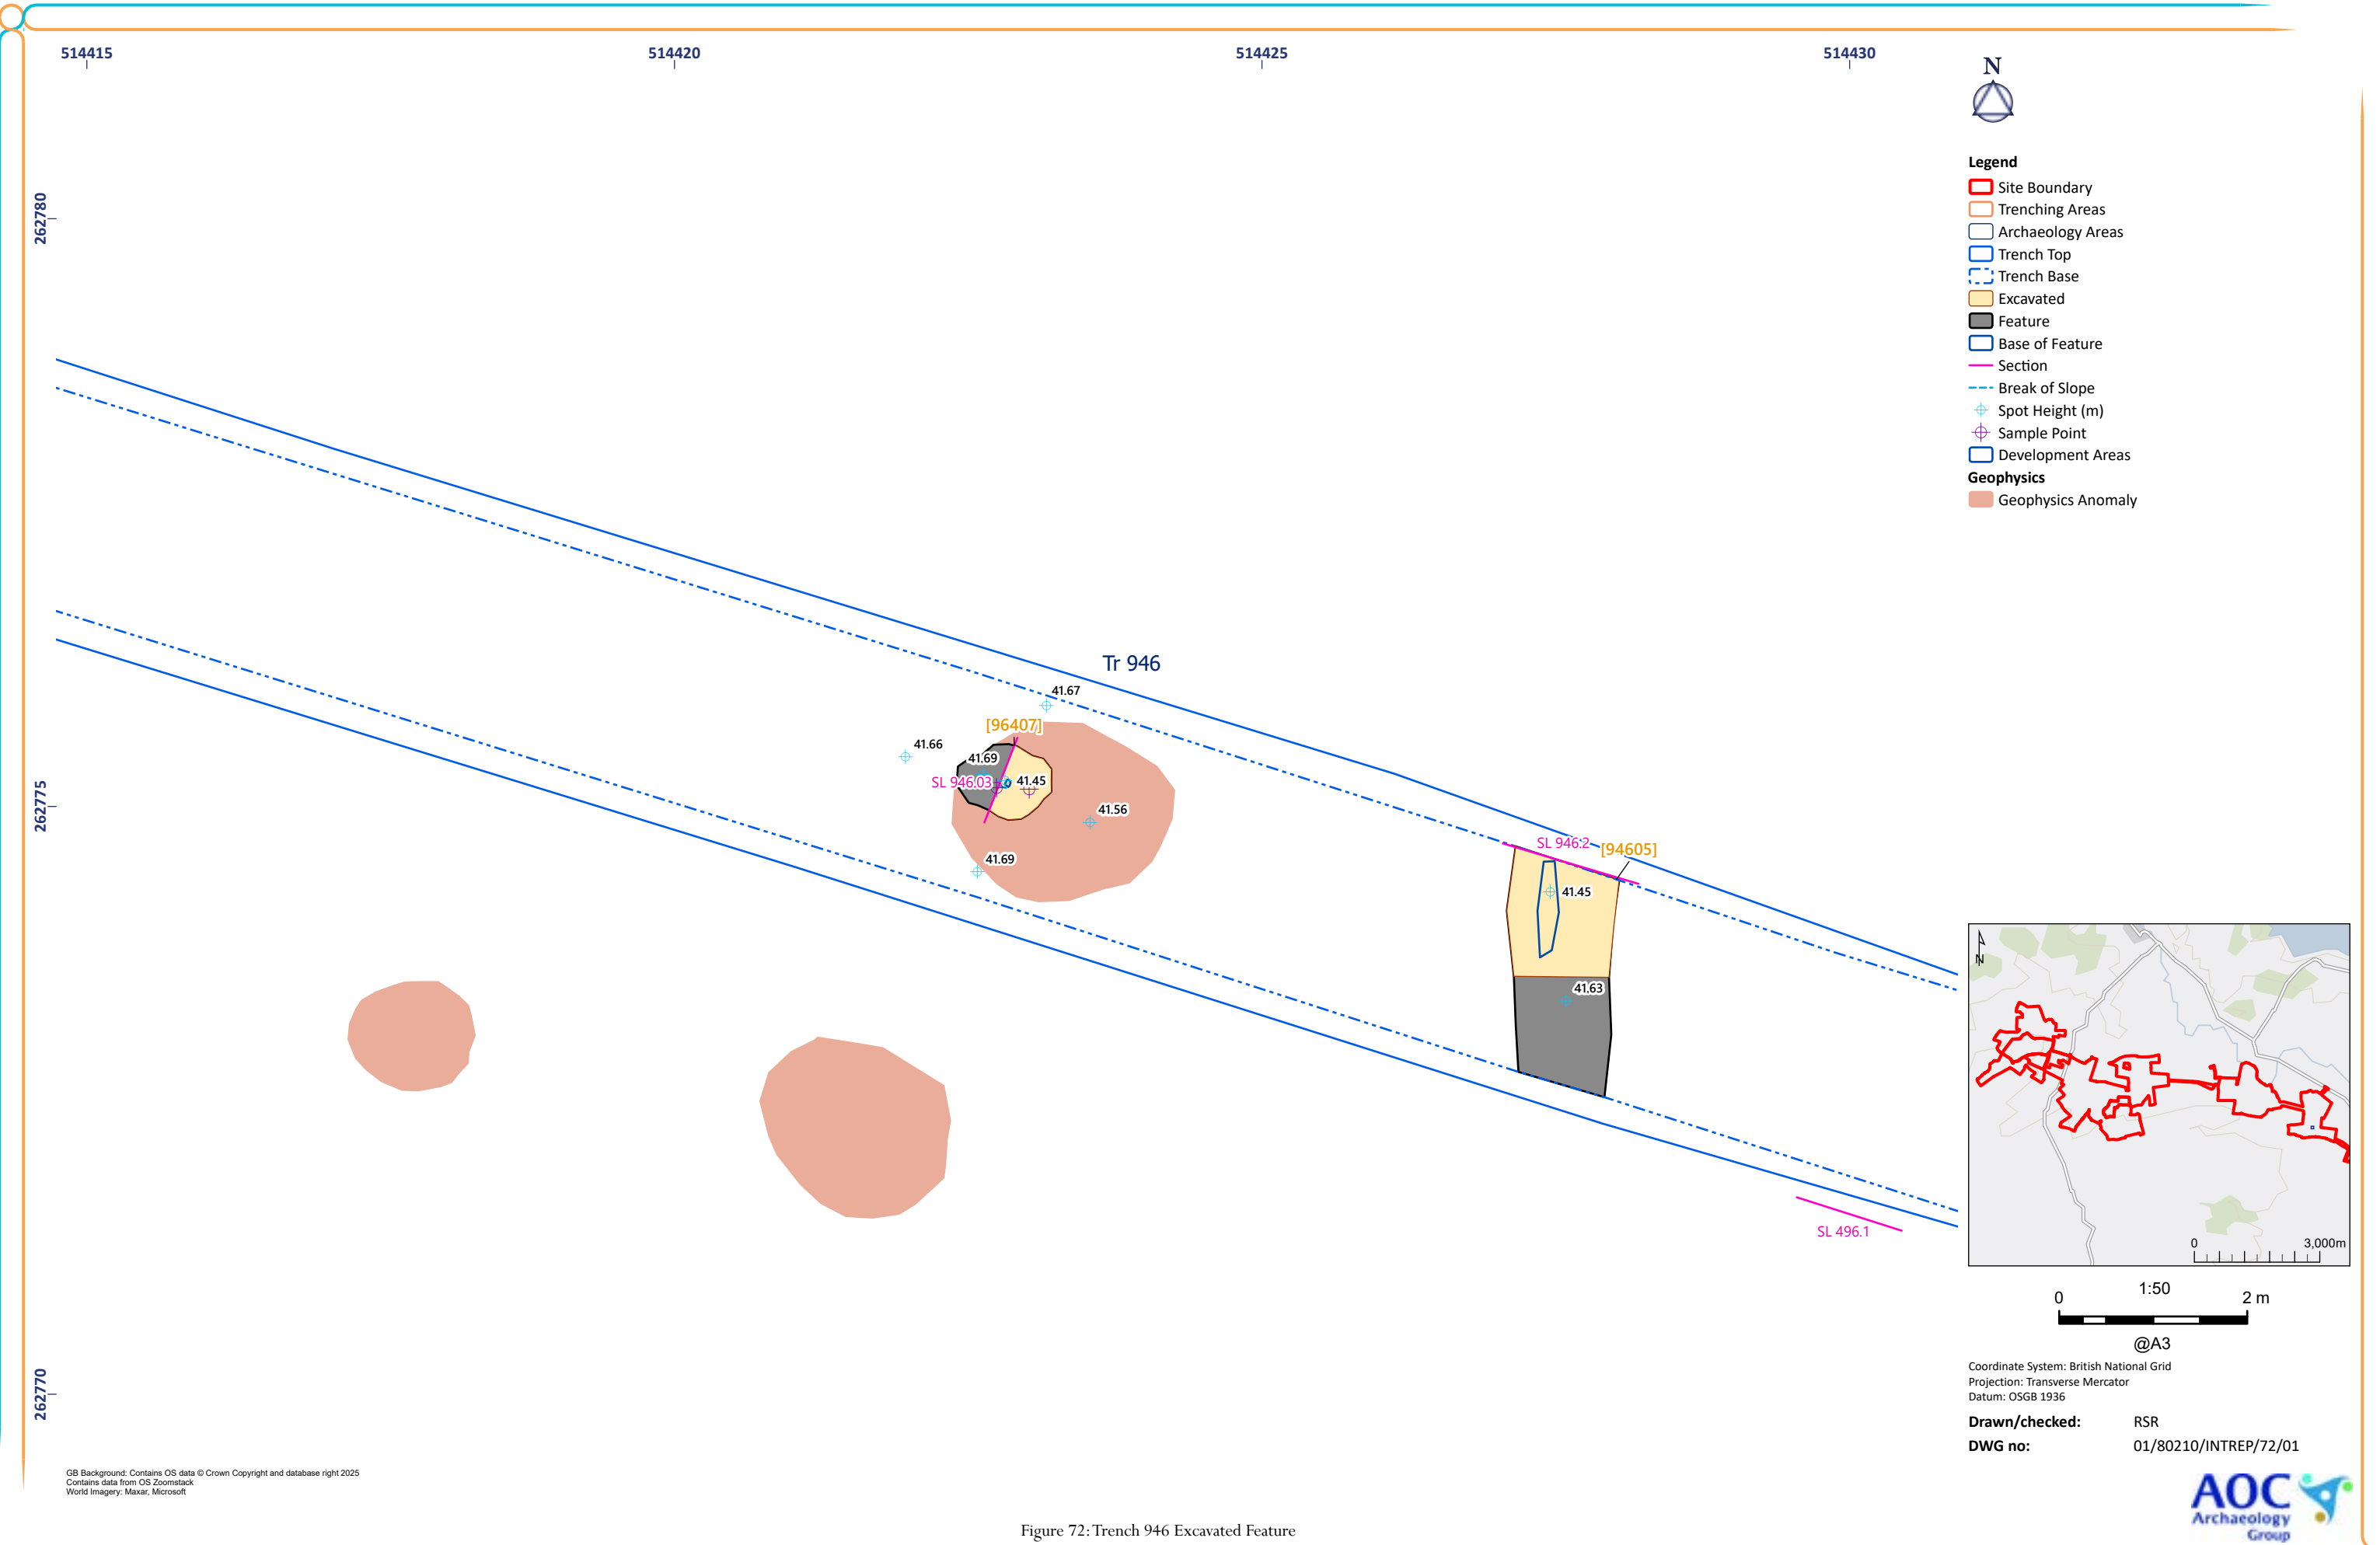 514415
514420
514425
514430
262780
262775
262770
N
Legend
Site Boundary
Trenching Areas
Archaeology Areas
Trench Top
Trench Base
Excavated
Feature
Base of Feature
Section
Break of Slope
Spot Height (m)
Sample Point
Development Areas
Geophysics
Geophysics Anomaly
Tr 946
41.67
[96407]
41.66
41.69
SL 946.03
41.45
41.56
41.69
SL 946.2
[94605]
41.45
41.63
SL 496.1
N
0
3,000m
1:50
0
2 m
@A3
Coordinate System: British National Grid
Projection: Transverse Mercator
Datum: OSGB 1936
Drawn/checked: RSR
DWG no: 01/80210/INTREP/72/01
GB Background: Contains OS data © Crown Copyright and database right 2025
Contains data from OS Zoomstack
World Imagery: Maxar, Microsoft
AOC
Archaeology
Group
Figure 72: Trench 946 Excavated Feature